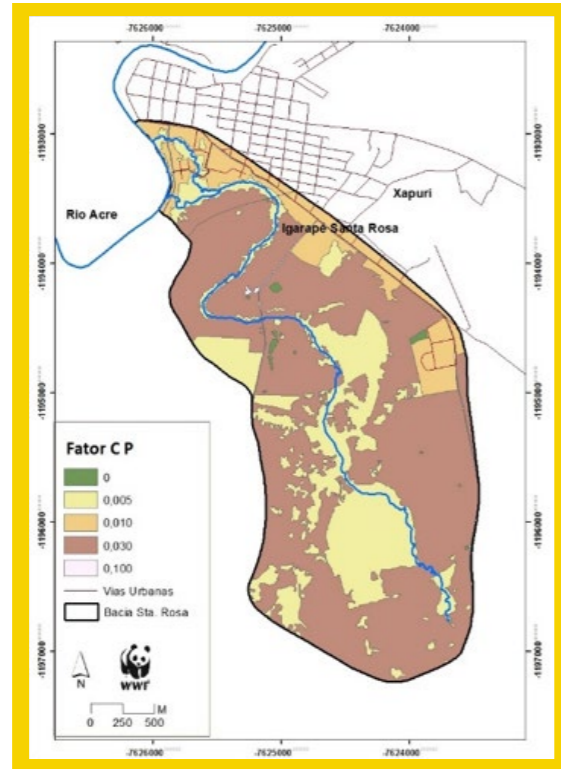 -7626000 -7625000 -7624000
-1193000
-1193000
Xapuri
Rio Acre
Igarapé Santa Rosa
-1194000
-1194000
-1195000
-1195000
Fator C P
0
0,005
0,010
0,030
0,100
Vias Urbanas
Bacia Sta. Rosa
-1196000
-1196000
N
WWF
M
0 250 500
-1197000
-1197000
-7626000 -7625000 -7624000